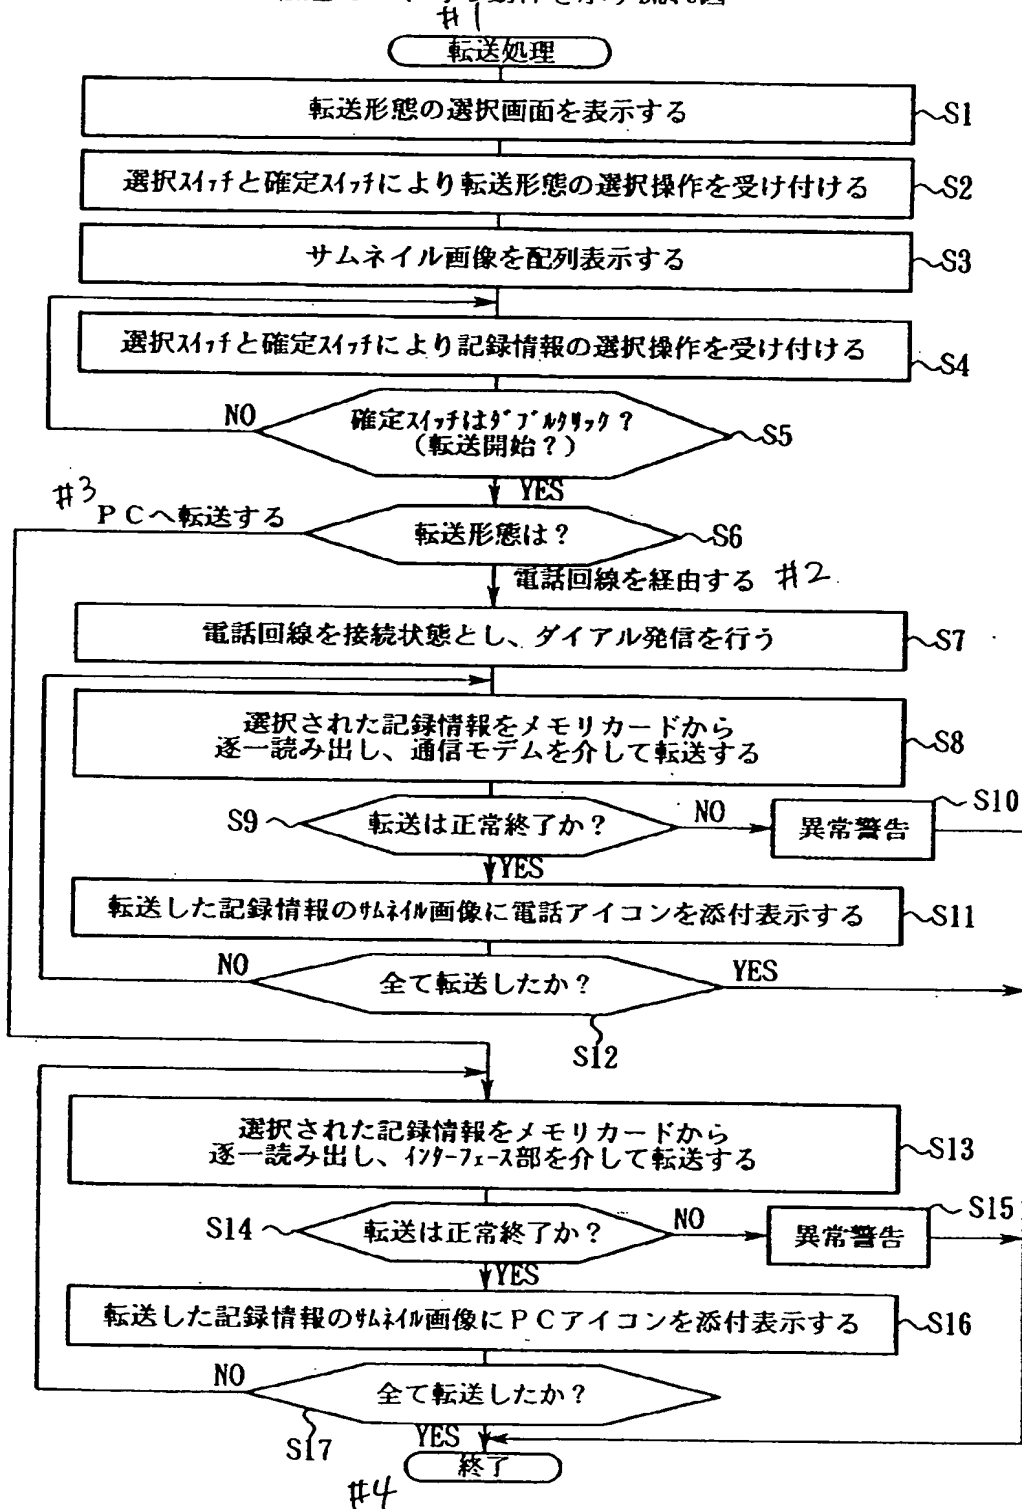 #1
転送処理
転送形態の選択画面を表示する
S1
選択スイッチと確定スイッチにより転送形態の選択操作を受け付ける
S2
サムネイル画像を配列表示する
S3
選択スイッチと確定スイッチにより記録情報の選択操作を受け付ける
S4
NO
確定スイッチはダブルクリック？
（転送開始？）
S5
YES
#3
PCへ転送する
転送形態は？
S6
電話回線を経由する #2
電話回線を接続状態とし、ダイアル発信を行う
S7
選択された記録情報をメモリカードから
逐一読み出し、通信モデムを介して転送する
S8
S9
転送は正常終了か？
NO
異常警告
S10
YES
転送した記録情報のサムネイル画像に電話アイコンを添付表示する
S11
NO
全て転送したか？
YES
S12
選択された記録情報をメモリカードから
逐一読み出し、インターフェース部を介して転送する
S13
S14
転送は正常終了か？
NO
異常警告
S15
YES
転送した記録情報のサムネイル画像にPCアイコンを添付表示する
S16
NO
全て転送したか？
S17
YES
終了
#4